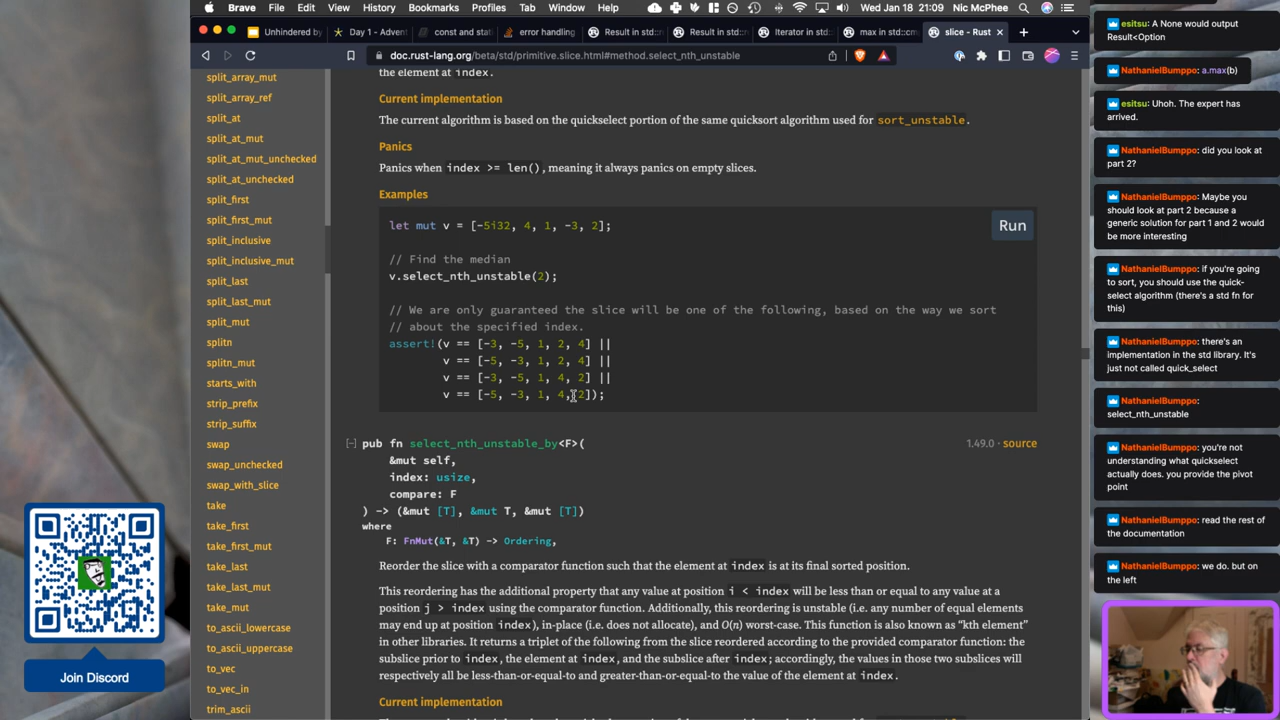 Brave File Edit View History Bookmarks Profiles Tab Window Help Wed Jan 18 21:09 Nic McPhee
Unhindered by Day 1 - Advent const and stat error handling Result in std:: Result in std:: Iterator in std: max in std::cm slice - Rust
doc.rust-lang.org/beta/std/primitive.slice.html#method.select_nth_unstable
split_array_mut
split_array_ref
split_at
split_at_mut
split_at_mut_unchecked
split_at_unchecked
split_first
split_first_mut
split_inclusive
split_inclusive_mut
split_last
split_last_mut
split_mut
splitn
splitn_mut
starts_with
strip_prefix
strip_suffix
swap
swap_unchecked
swap_with_slice
take
take_first
take_first_mut
take_last
take_last_mut
take_mut
to_ascii_lowercase
to_ascii_uppercase
to_vec
to_vec_in
trim_ascii
the element at index.
Current implementation
The current algorithm is based on the quickselect portion of the same quicksort algorithm used for sort_unstable.
Panics
Panics when index >= len(), meaning it always panics on empty slices.
Examples
Run
let mut v = [-5i32, 4, 1, -3, 2];
// Find the median
v.select_nth_unstable(2);
// We are only guaranteed the slice will be one of the following, based on the way we sort
// about the specified index.
assert!(v == [-3, -5, 1, 2, 4] ||
v == [-5, -3, 1, 2, 4] ||
v == [-3, -5, 1, 4, 2] ||
v == [-5, -3, 1, 4, 2]);
[-] pub fn select_nth_unstable_by<F>( 1.49.0 · source
&mut self,
index: usize,
compare: F
) -> (&mut [T], &mut T, &mut [T])
where
F: FnMut(&T, &T) -> Ordering,
Reorder the slice with a comparator function such that the element at index is at its final sorted position.
This reordering has the additional property that any value at position i < index will be less than or equal to any value at a
position j > index using the comparator function. Additionally, this reordering is unstable (i.e. any number of equal elements
may end up at position index), in-place (i.e. does not allocate), and O(n) worst-case. This function is also known as “kth element”
in other libraries. It returns a triplet of the following from the slice reordered according to the provided comparator function: the
subslice prior to index, the element at index, and the subslice after index; accordingly, the values in those two subslices will
respectively all be less-than-or-equal-to and greater-than-or-equal-to the value of the element at index.
Current implementation
esitsu: A None would output
Result<Option
NathanielBumppo: a.max(b)
esitsu: Uhoh. The expert has
arrived.
NathanielBumppo: did you look at
part 2?
NathanielBumppo: Maybe you
should look at part 2 because a
generic solution for part 1 and 2 would
be more interesting
NathanielBumppo: if you're going
to sort, you should use the quick-
select algorithm (there's a std fn for
this)
NathanielBumppo: there's an
implementation in the std library. It's
just not called quick_select
NathanielBumppo:
select_nth_unstable
NathanielBumppo: you're not
understanding what quickselect
actually does. you provide the pivot
point
NathanielBumppo: read the rest of
the documentation
NathanielBumppo: we do. but on
the left
Join Discord